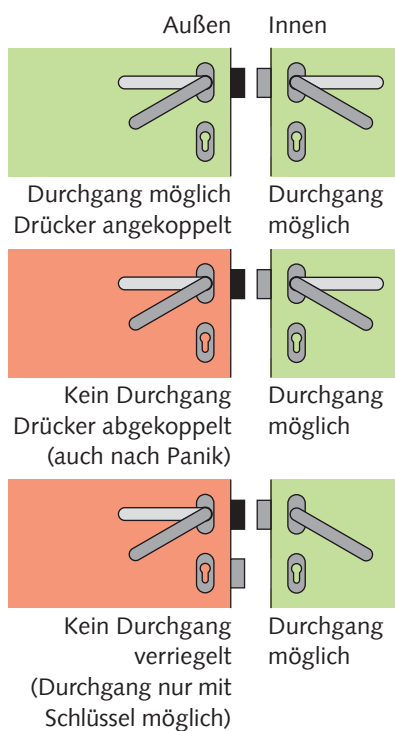 Außen Innen
Durchgang möglich
Drücker angekoppelt
Durchgang
möglich
Kein Durchgang
Drücker abgekoppelt
(auch nach Panik)
Durchgang
möglich
Kein Durchgang
verriegelt
(Durchgang nur mit
Schlüssel möglich)
Durchgang
möglich